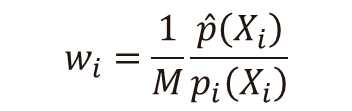 $w_i = \frac{1}{M} \frac{\hat{p}(X_i)}{p_i(X_i)}$